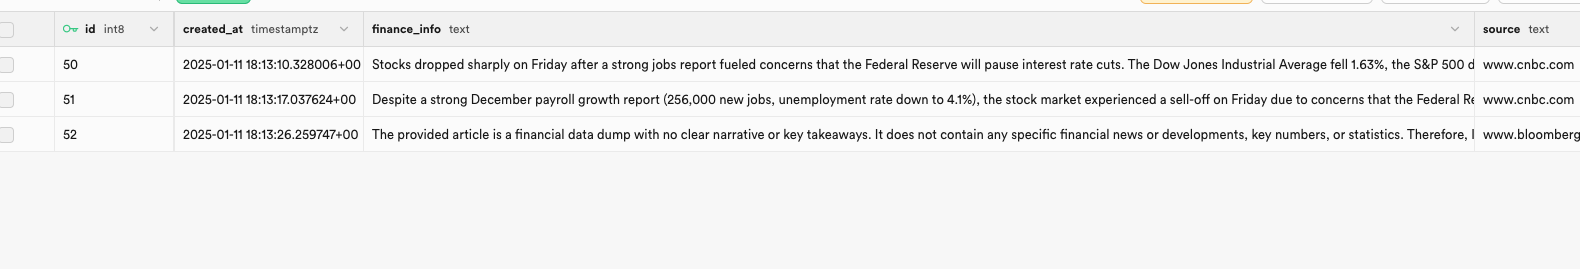 id int8 created_at timestamptz finance_info text source text
50 2025-01-11 18:13:10.328006+00 Stocks dropped sharply on Friday after a strong jobs report fueled concerns that the Federal Reserve will pause interest rate cuts. The Dow Jones Industrial Average fell 1.63%, the S&P 500 d www.cnbc.com
51 2025-01-11 18:13:17.037624+00 Despite a strong December payroll growth report (256,000 new jobs, unemployment rate down to 4.1%), the stock market experienced a sell-off on Friday due to concerns that the Federal Re www.cnbc.com
52 2025-01-11 18:13:26.259747+00 The provided article is a financial data dump with no clear narrative or key takeaways. It does not contain any specific financial news or developments, key numbers, or statistics. Therefore, I www.bloomberg